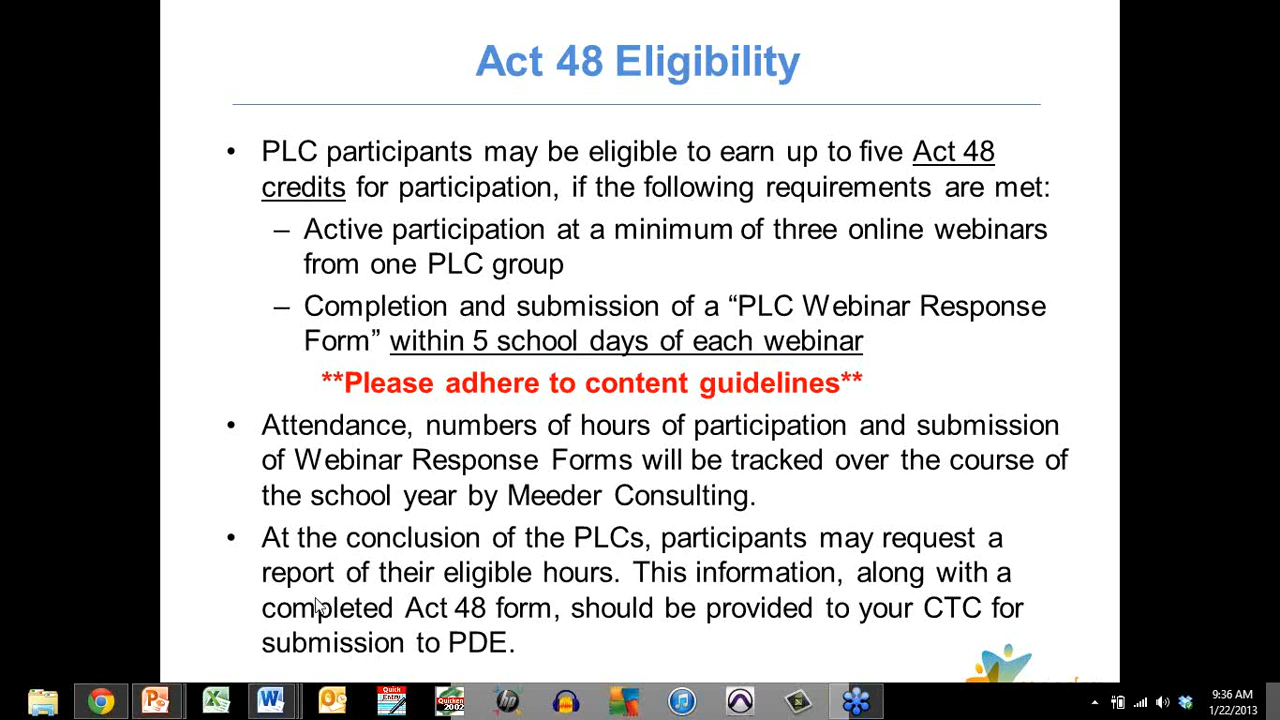 Act 48 Eligibility
• PLC participants may be eligible to earn up to five Act 48
credits for participation, if the following requirements are met:
– Active participation at a minimum of three online webinars
from one PLC group
– Completion and submission of a “PLC Webinar Response
Form” within 5 school days of each webinar
**Please adhere to content guidelines**
• Attendance, numbers of hours of participation and submission
of Webinar Response Forms will be tracked over the course of
the school year by Meeder Consulting.
• At the conclusion of the PLCs, participants may request a
report of their eligible hours. This information, along with a
completed Act 48 form, should be provided to your CTC for
submission to PDE.
Quick
Entry
Quicken
2002
hp
9:36 AM
1/22/2013